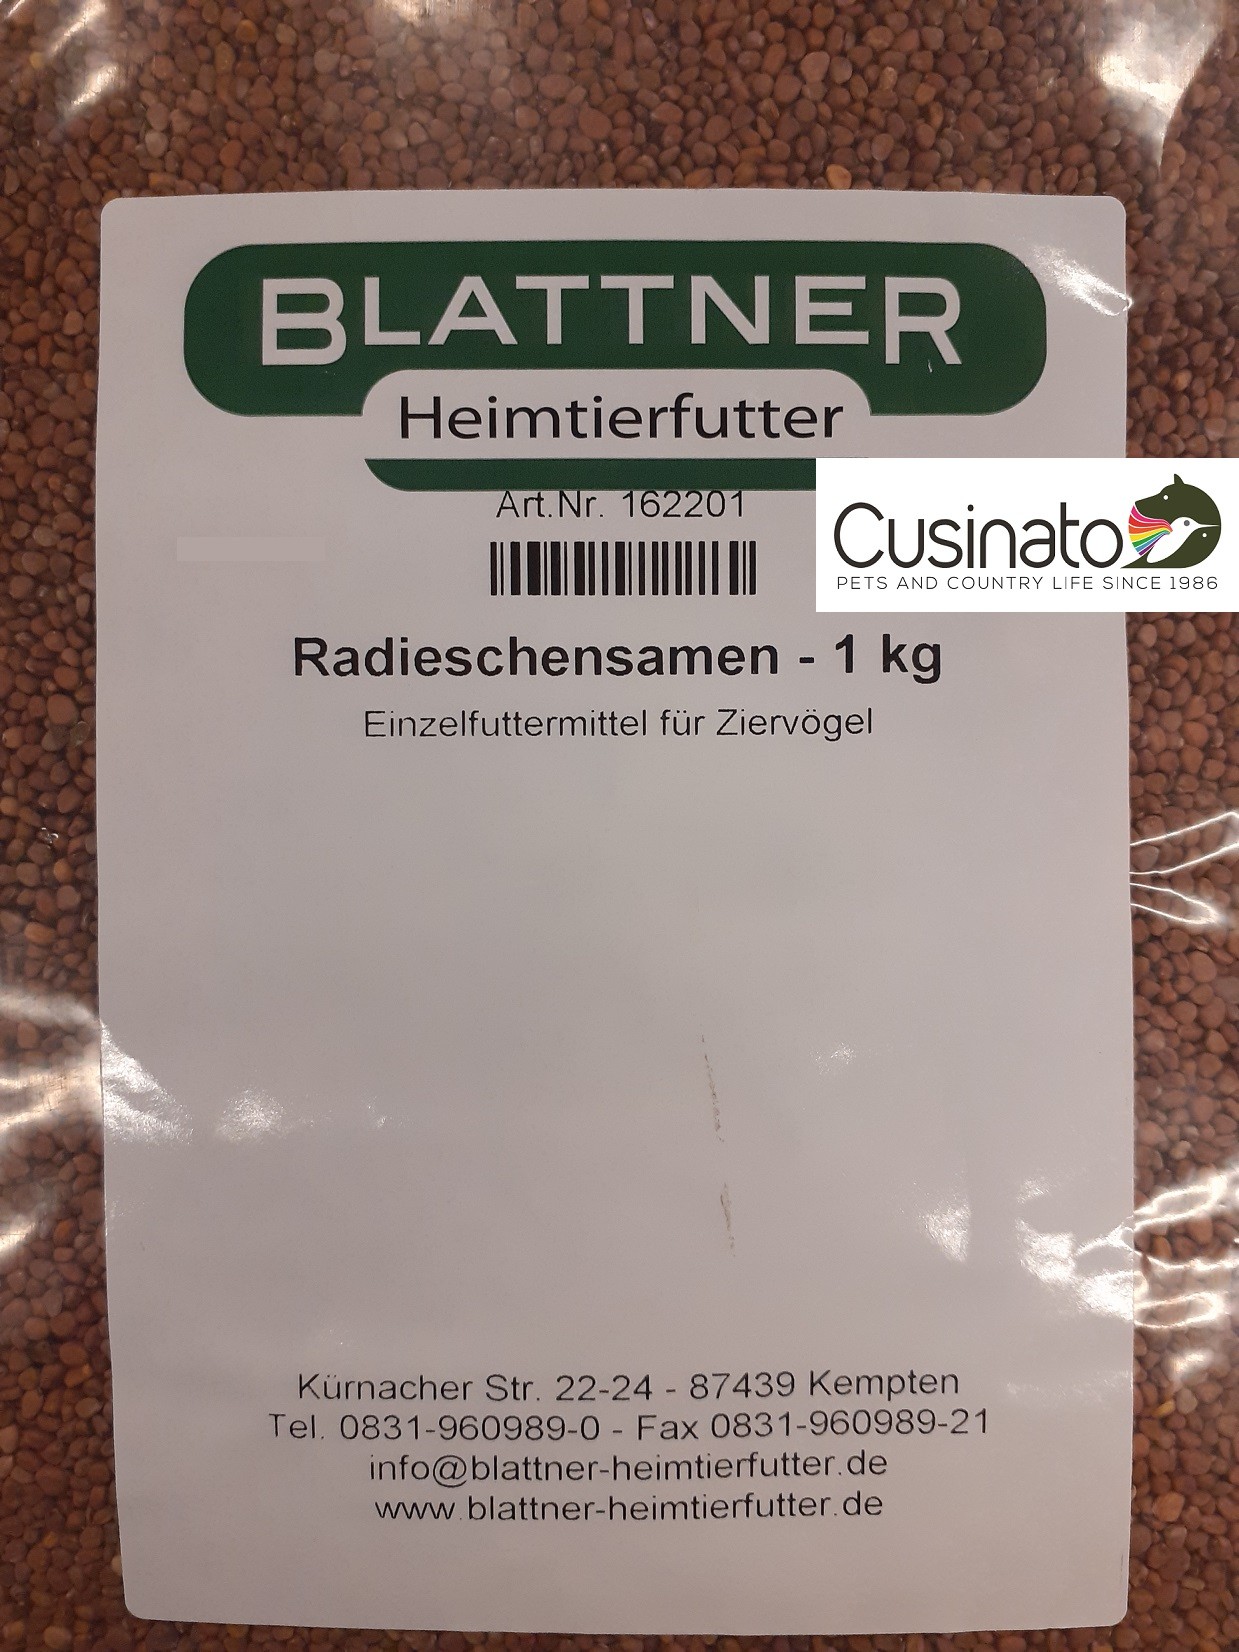 BLATTNER
Heimtierfutter
Art.Nr. 162201
Cusinato
PETS AND COUNTRY LIFE SINCE 1986
Radieschensamen - 1 kg
Einzelfuttermittel für Ziervögel
Kürnacher Str. 22-24 - 87439 Kempten
Tel. 0831-960989-0 - Fax 0831-960989-21
info@blattner-heimtierfutter.de
www.blattner-heimtierfutter.de